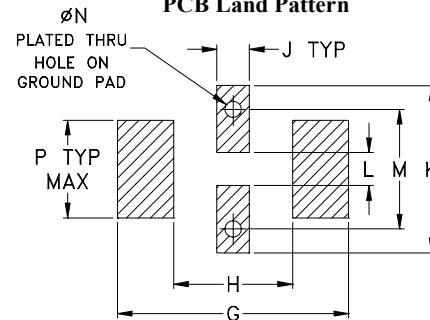 PCB Land Pattern
ØN
PLATED THRU
HOLE ON
GROUND PAD
J TYP
P TYP
MAX
L
M
K
H
G